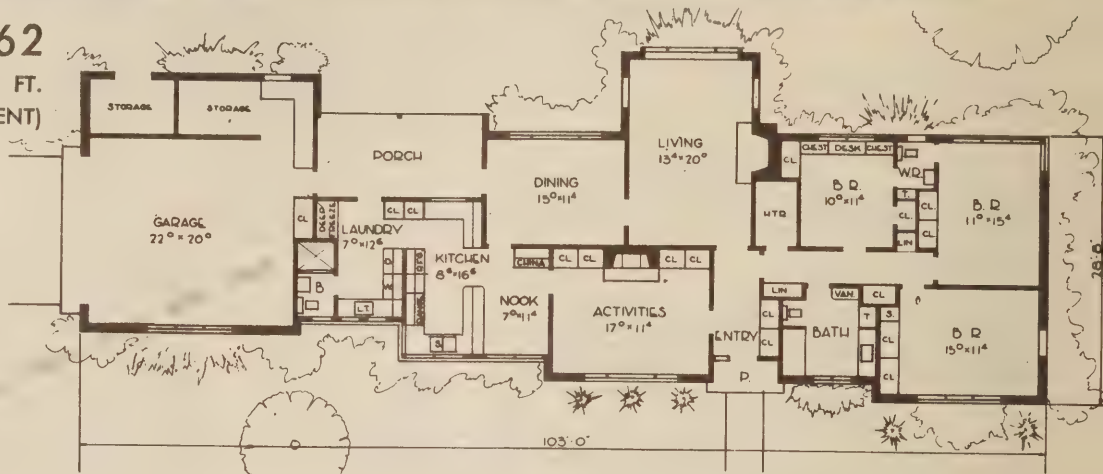 62
FT.
ENT)
STORAGE
STORAGE
PORCH
LIVING
13⁴ × 20⁰
DINING
15⁰ × 11⁴
GARAGE
22⁰ × 20⁰
CL
DEEP
FREEZE
LAUNDRY
7⁰ × 12⁶
CL
CL
KITCHEN
8⁶ × 16⁶
CHINA
CL
CL
CL
CL
D.
W.
B
L.T.
S
NOOK
7⁰ × 11⁴
ACTIVITIES
17⁰ × 11⁴
ENTRY
P.
CL
HTR
CHEST
DESK
CHEST
B R.
10⁰ × 11⁴
W.R.
T.
CL.
LIN
CL
CL
B. R
11⁰ × 15⁴
LIN
CL
CL
VAN.
BATH
T
CL
S.
CL
CL
B R
15⁰ × 11⁴
28'-8
103'-0"